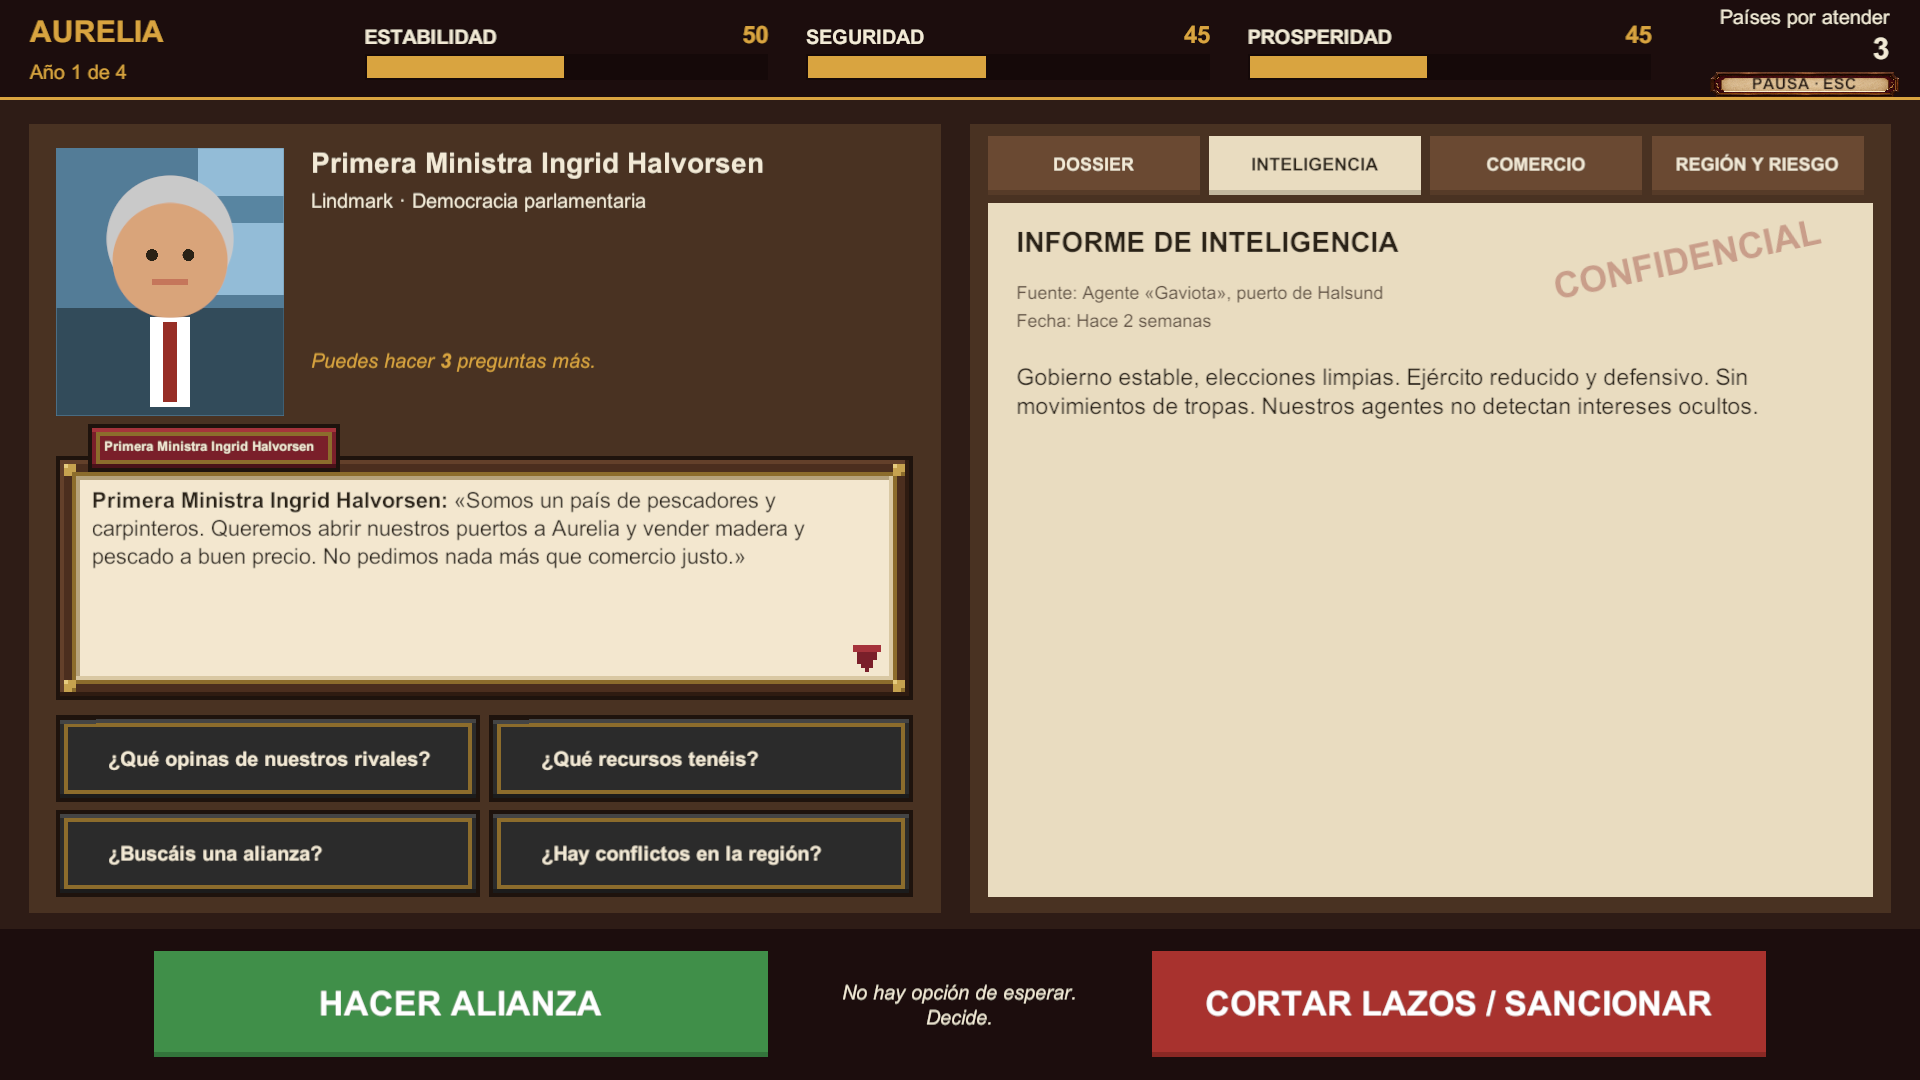 AURELIA
Año 1 de 4
ESTABILIDAD 50
SEGURIDAD 45
PROSPERIDAD 45
Países por atender
3
PAUSA · ESC
Primera Ministra Ingrid Halvorsen
Lindmark · Democracia parlamentaria
Puedes hacer 3 preguntas más.
Primera Ministra Ingrid Halvorsen
Primera Ministra Ingrid Halvorsen: «Somos un país de pescadores y
carpinteros. Queremos abrir nuestros puertos a Aurelia y vender madera y
pescado a buen precio. No pedimos nada más que comercio justo.»
¿Qué opinas de nuestros rivales?
¿Qué recursos tenéis?
¿Buscáis una alianza?
¿Hay conflictos en la región?
DOSSIER
INTELIGENCIA
COMERCIO
REGIÓN Y RIESGO
INFORME DE INTELIGENCIA
CONFIDENCIAL
Fuente: Agente «Gaviota», puerto de Halsund
Fecha: Hace 2 semanas
Gobierno estable, elecciones limpias. Ejército reducido y defensivo. Sin
movimientos de tropas. Nuestros agentes no detectan intereses ocultos.
HACER ALIANZA
No hay opción de esperar.
Decide.
CORTAR LAZOS / SANCIONAR